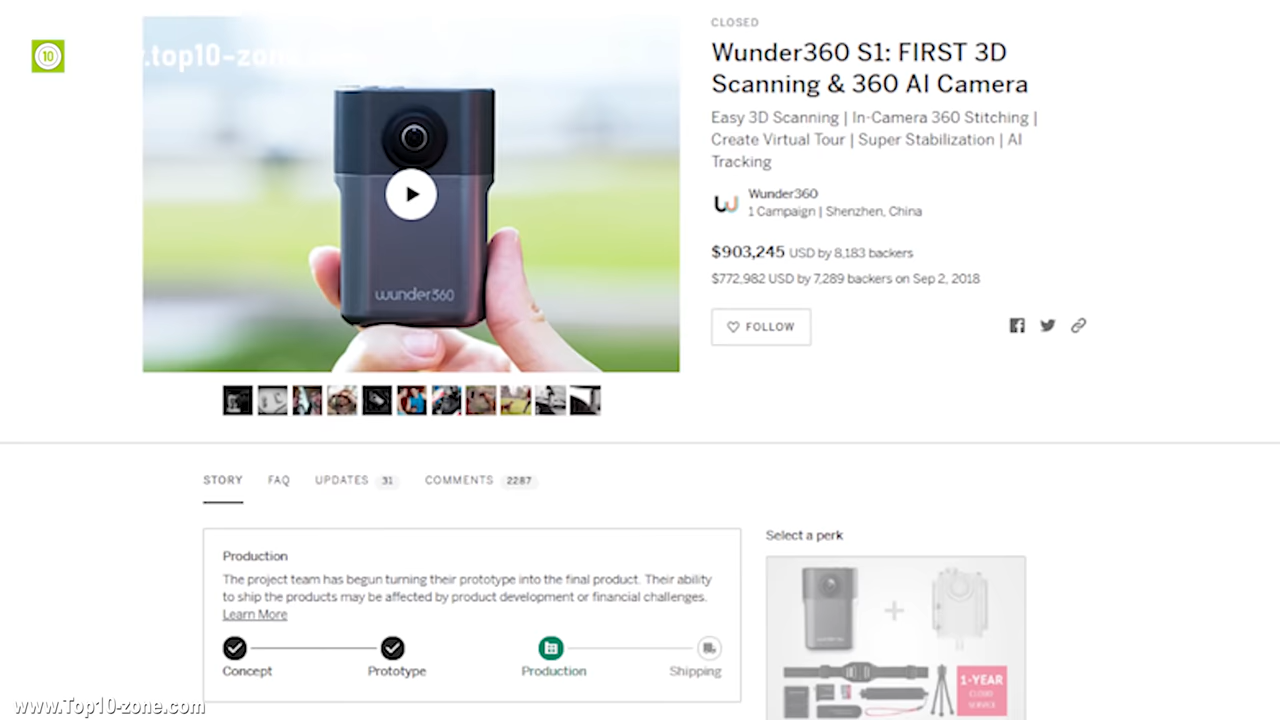 10
.top10-zone
CLOSED
Wunder360 S1: FIRST 3D
Scanning & 360 AI Camera
Easy 3D Scanning | In-Camera 360 Stitching |
Create Virtual Tour | Super Stabilization | AI
Tracking
Wunder360
1 Campaign | Shenzhen, China
$903,245 USD by 8,183 backers
$772,982 USD by 7,289 backers on Sep 2, 2018
FOLLOW
wunder360
STORY FAQ UPDATES 31 COMMENTS 2287
Production
The project team has begun turning their prototype into the final product. Their ability
to ship the products may be affected by product development or financial challenges.
Learn More
Concept Prototype Production Shipping
Select a perk
1-YEAR
CLOUD
SERVICE
www.Top10-zone.com